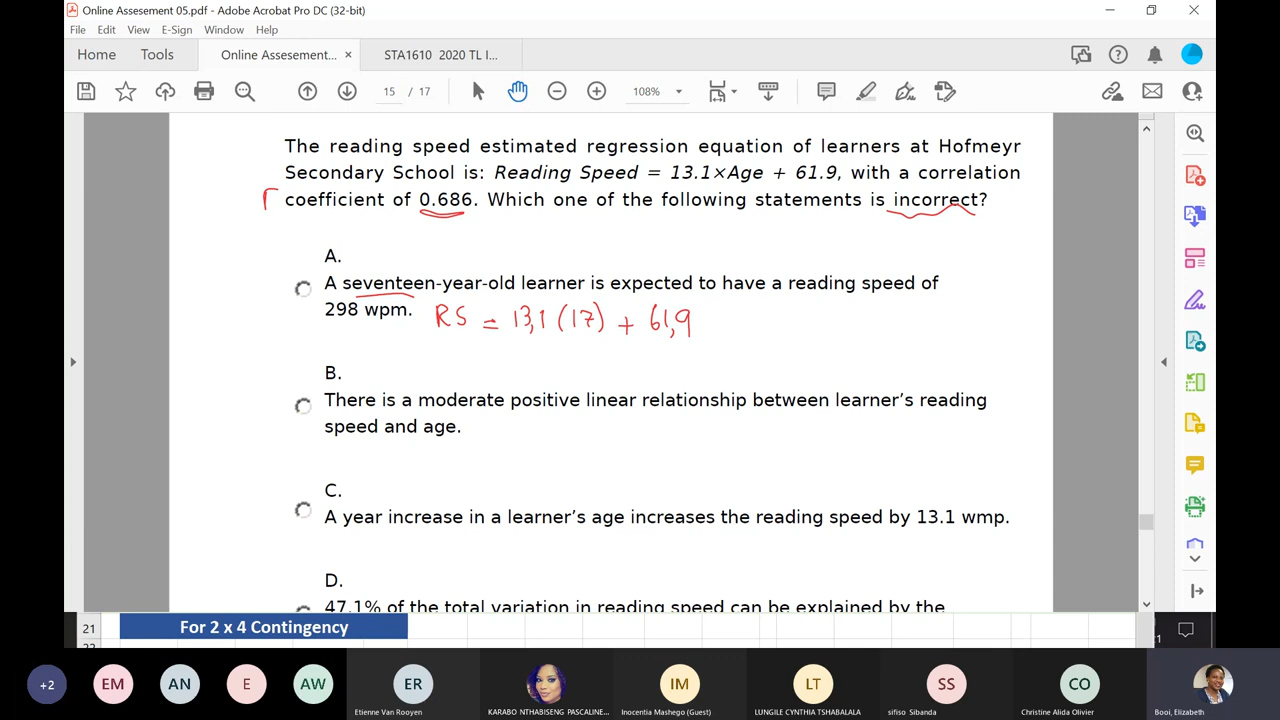 Online Assesement 05.pdf - Adobe Acrobat Pro DC (32-bit)
File Edit View E-Sign Window Help
Home Tools Online Assesment... × STA1610 2020 TL I...
15 / 17 108%
The reading speed estimated regression equation of learners at Hofmeyr
Secondary School is: Reading Speed = 13.1×Age + 61.9, with a correlation
r coefficient of 0.686. Which one of the following statements is incorrect?
A.
A seventeen-year-old learner is expected to have a reading speed of
298 wpm. RS = 13,1 (17) + 61,9
B.
There is a moderate positive linear relationship between learner’s reading
speed and age.
C.
A year increase in a learner’s age increases the reading speed by 13.1 wmp.
D.
47.1% of the total variation in reading speed can be explained by the
21 For 2 x 4 Contingency
+2 EM AN E AW ER IM LT SS CO
Etienne Van Rooyen KARABO NTHABISENG PASCALINE... Inocentia Mashego (Guest) LUNGILE CYNTHIA TSHABALALA sifiso Sibanda Christine Alida Olivier Booi, Elizabeth